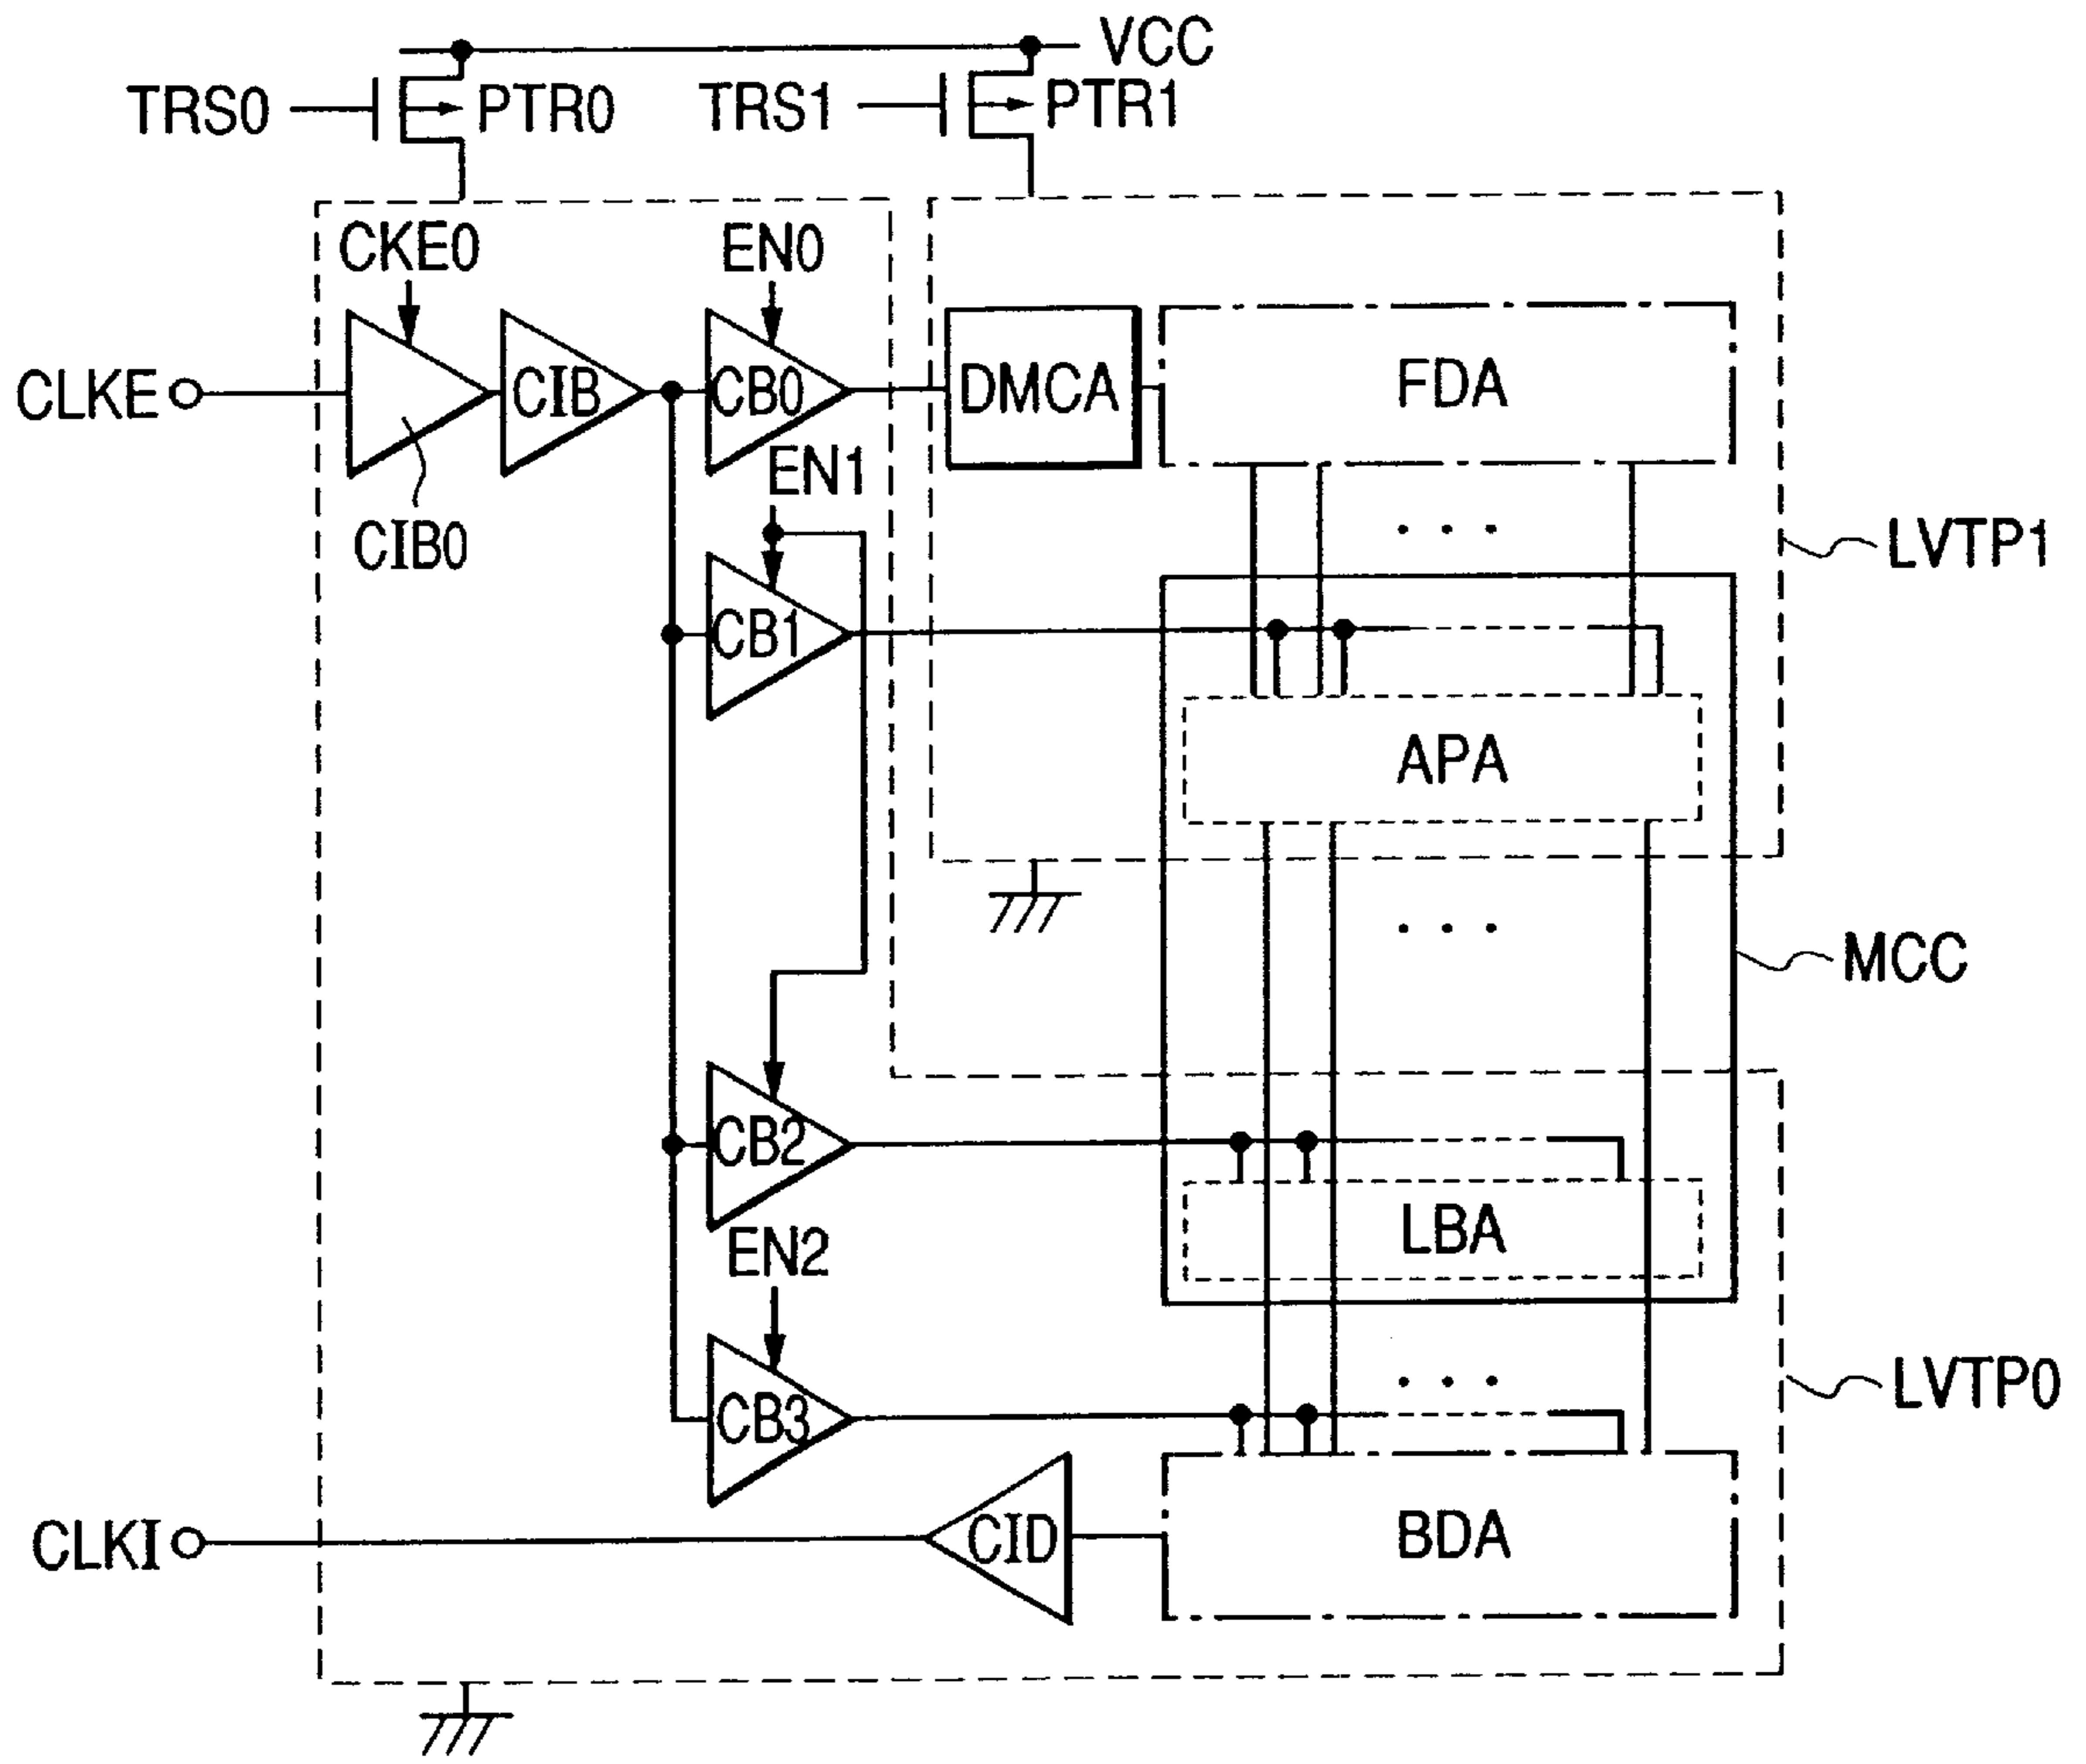 VCC
TRS0
PTR0
TRS1
PTR1
CKE0
EN0
CLKE
CIB
CB0
DMCA
FDA
EN1
CIB0
. . .
LVTP1
CB1
APA
. . .
MCC
CB2
LBA
EN2
. . .
LVTP0
CB3
CLKI
CID
BDA